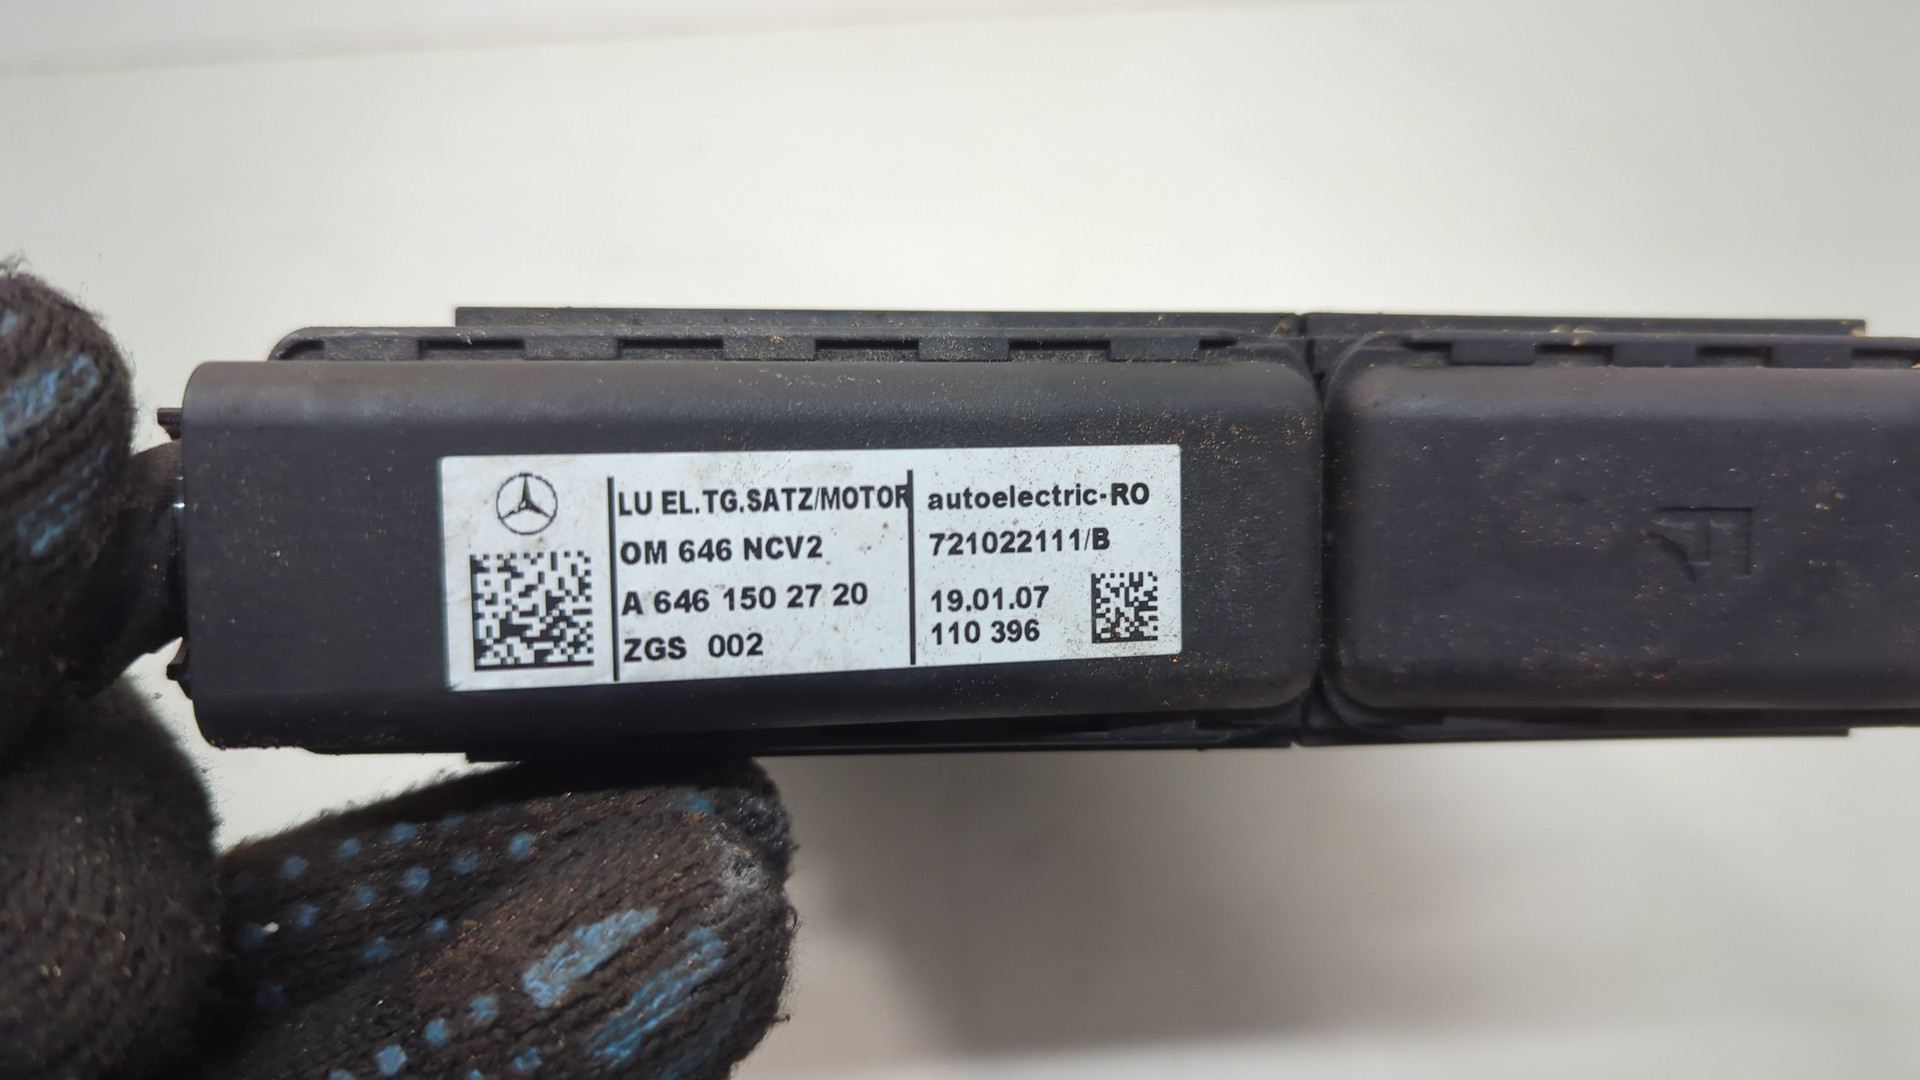 LU EL.TG.SATZ/MOTOR
OM 646 NCV2
A 646 150 27 20
ZGS 002
autoelectric-RO
721022111/B
19.01.07
110 396